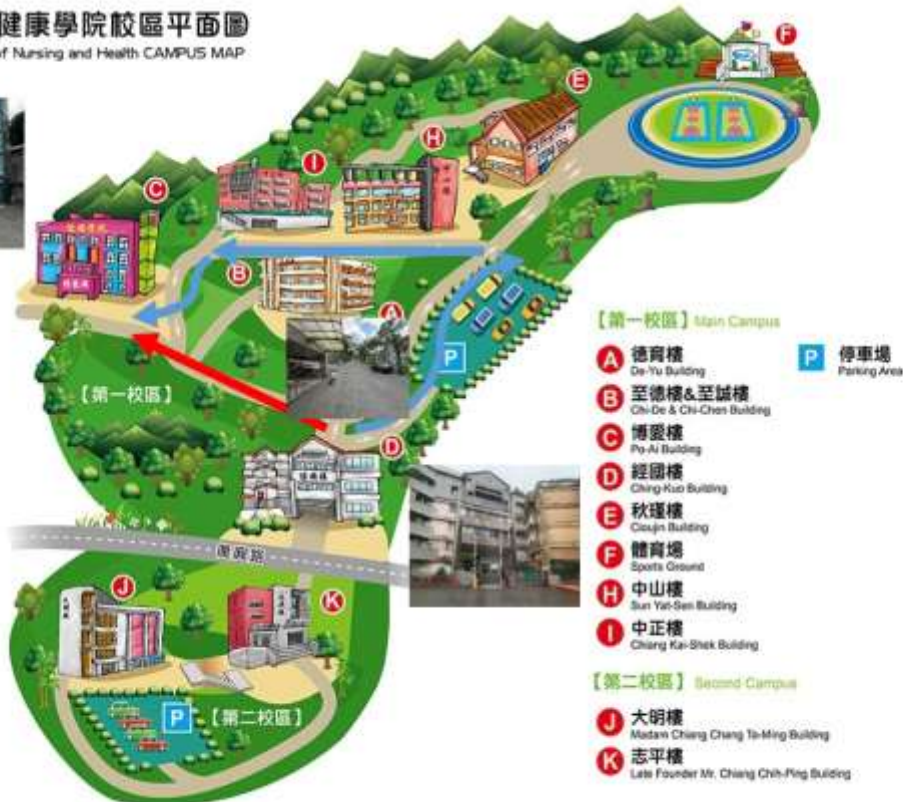 健康學院校區平面圖
of Nursing and Health CAMPUS MAP
F
E
H
I
C
B
A
P
【第一校區】
D
復興路
J
K
P
【第二校區】
【第一校區】 Main Campus
A 德育樓
De-Yu Building
P 停車場
Parking Area
B 至德樓&至誠樓
Chi-De & Chi-Chen Building
C 博愛樓
Po-Ai Building
D 經國樓
Ching-Kuo Building
E 秋瑾樓
Cioujin Building
F 體育場
Sports Ground
H 中山樓
Sun Yat-Sen Building
I 中正樓
Chiang Kai-Shek Building
【第二校區】 Second Campus
J 大明樓
Madam Chiang Chang Ta-Ming Building
K 志平樓
Late Founder Mr. Chiang Chih-Ping Building